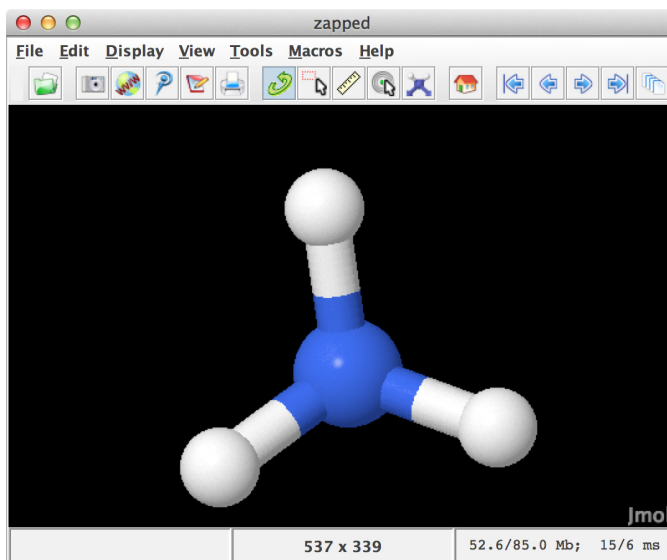 zapped
File Edit Display View Tools Macros Help
Jmol
537 x 339
52.6/85.0 Mb; 15/6 ms